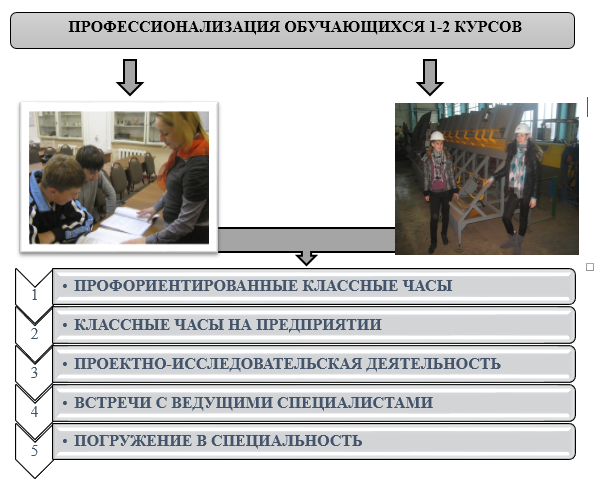 ПРОФЕССИОНАЛИЗАЦИЯ ОБУЧАЮЩИХСЯ 1-2 КУРСОВ
1 • ПРОФОРИЕНТИРОВАННЫЕ КЛАССНЫЕ ЧАСЫ
2 • КЛАССНЫЕ ЧАСЫ НА ПРЕДПРИЯТИИ
3 • ПРОЕКТНО-ИССЛЕДОВАТЕЛЬСКАЯ ДЕЯТЕЛЬНОСТЬ
4 • ВСТРЕЧИ С ВЕДУЩИМИ СПЕЦИАЛИСТАМИ
5 • ПОГРУЖЕНИЕ В СПЕЦИАЛЬНОСТЬ